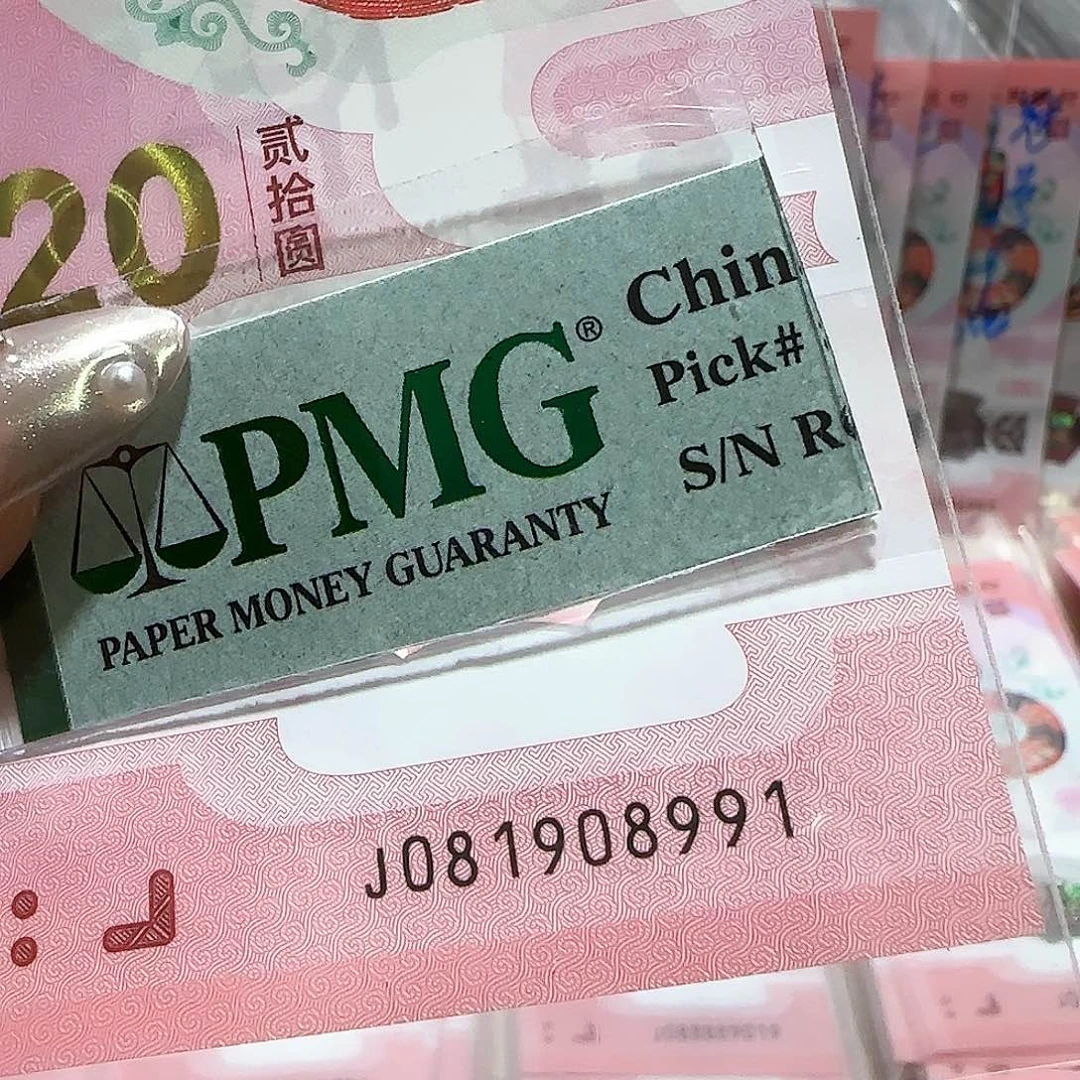 20
贰拾圆
PMG®
PAPER MONEY GUARANTY
Chin
Pick#
S/N R
J081908991